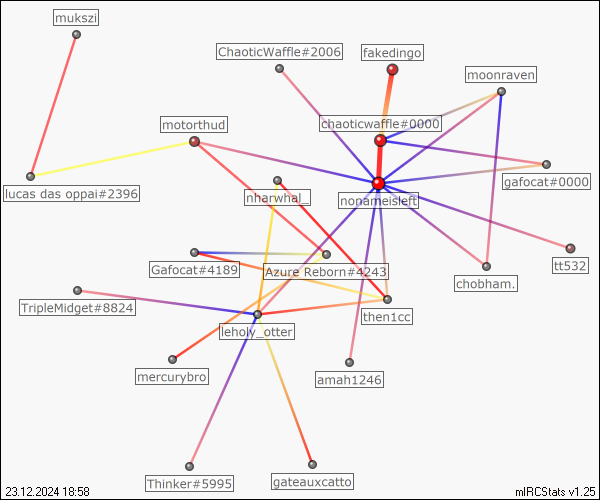 mukszi
ChaoticWaffle#2006
fakedingo
moonraven
motorthud
chaoticwaffle#0000
lucas das oppai#2396
nharwhal_
nonameisleft
gafocat#0000
Gafocat#4189
Azure Reborn#4243
tt532
chobham.
TripleMidget#8824
leholy_otter
then1cc
mercurybro
amah1246
Thinker#5995
gateauxcatto
23.12.2024 18:58
mIRCStats v1.25